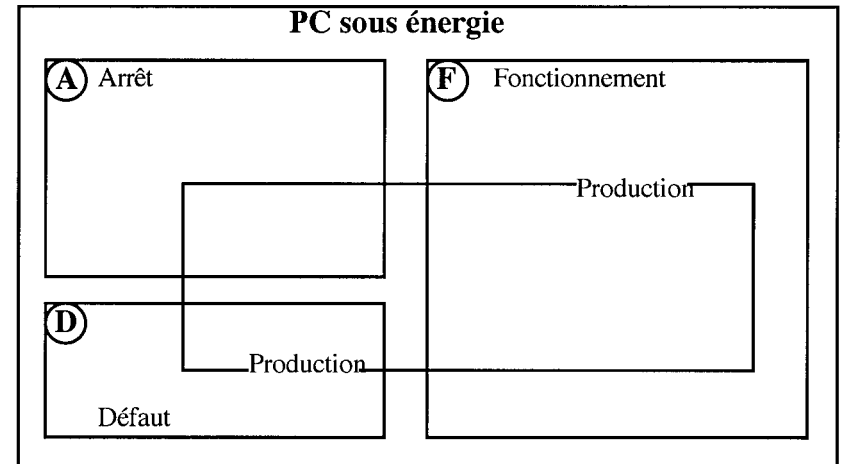 PC sous énergie
A Arrêt
F Fonctionnement
Production
D
Production
Défaut